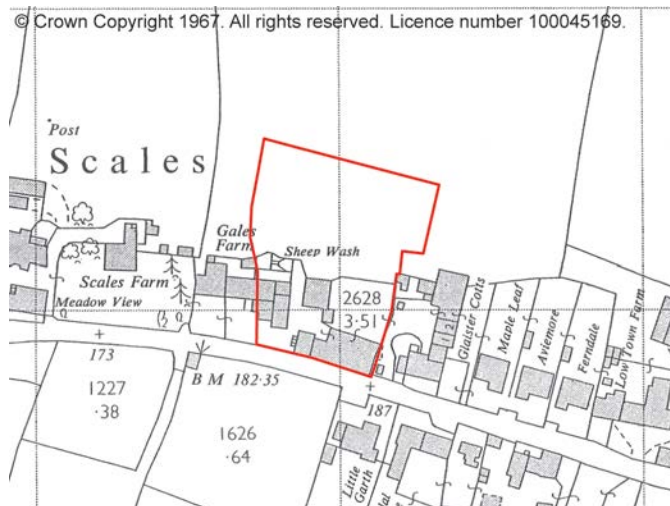 © Crown Copyright 1967. All rights reserved. Licence number 100045169.
Post
Scales
Gales
Farm
Sheep Wash
Scales Farm
Meadow View
2628
3·51
Glaister Cotts
1 2
Maple Leaf
Aviemore
Ferndale
Low Town Farm
173
B M 182·35
187
1227
·38
1626
·64
Little
Garth